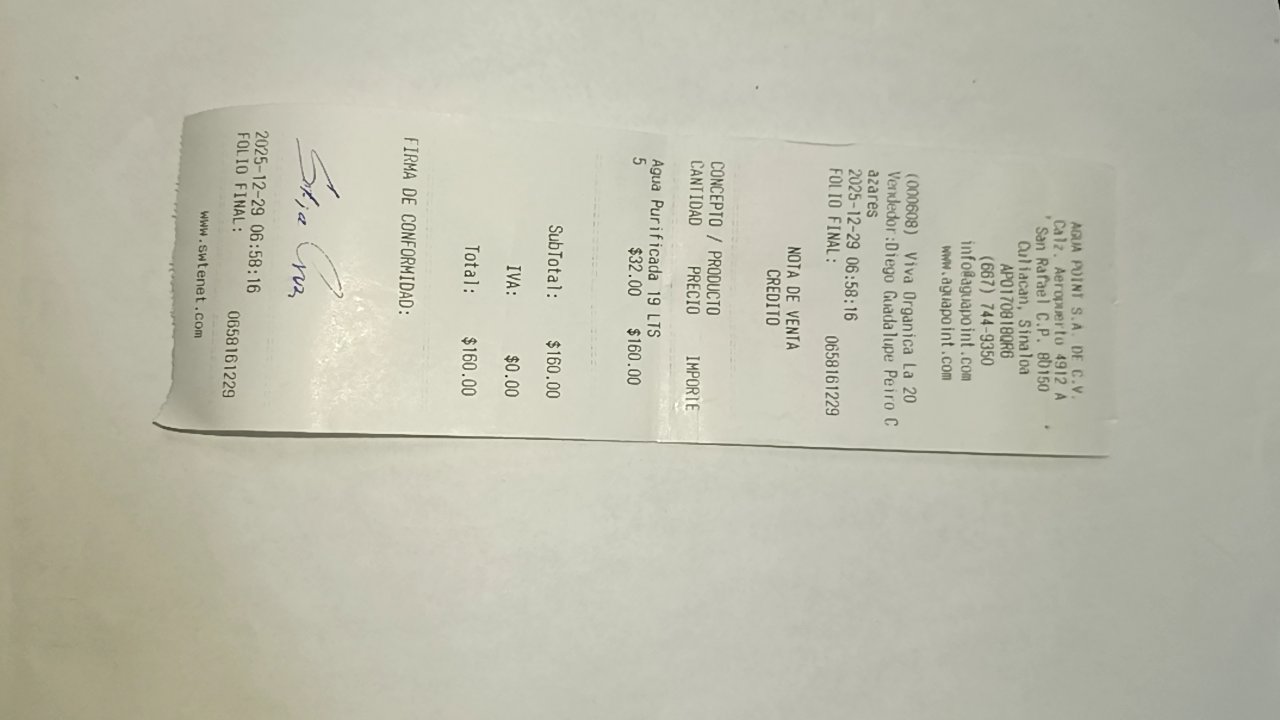 AGUA POINT S.A. DE C.V.
Calz. Aeropuerto 4912 A
, San Rafael C.P. 80150
Culiacan, Sinaloa
APO170818QR6
(667) 744-9350
info@aguapoint.com
www.aguapoint.com
(000608) Viva Organica La 20
Vendedor:Diego Guadalupe Peiro C
azares
2025-12-29 06:58:16
FOLIO FINAL: 0658161229
NOTA DE VENTA
CREDITO
CONCEPTO / PRODUCTO
CANTIDAD PRECIO IMPORTE
Agua Purificada 19 LTS
5 $32.00 $160.00
SubTotal: $160.00
IVA: $0.00
Total: $160.00
FIRMA DE CONFORMIDAD:
Cruz
2025-12-29 06:58:16
FOLIO FINAL: 0658161229
www.swtenet.com